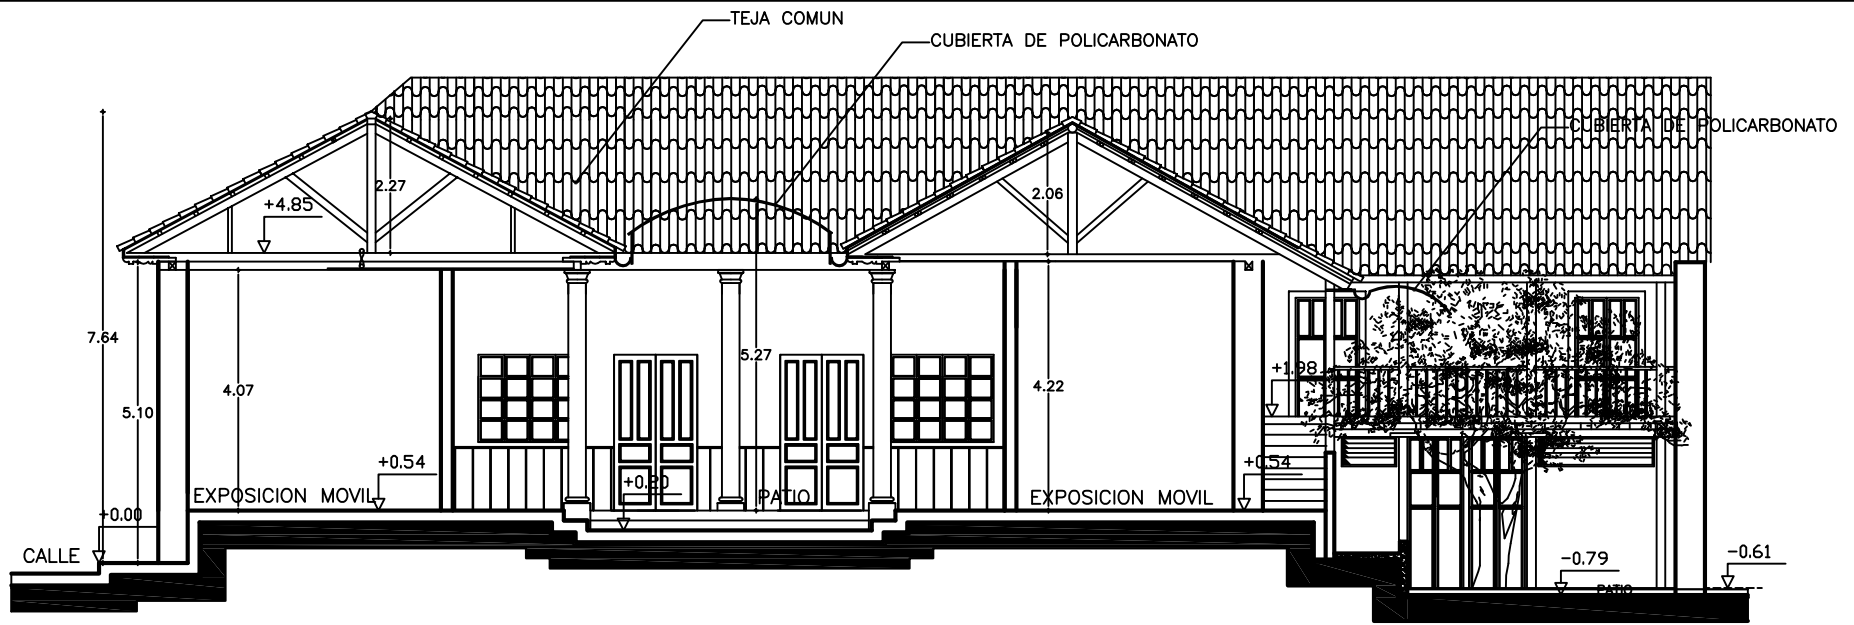 TEJA COMUN
CUBIERTA DE POLICARBONATO
CUBIERTA DE POLICARBONATO
2.27
2.06
+4.85
7.64
5.27
5.10
4.07
4.22
+1.98
+0.54
+0.54
+0.20
EXPOSICION MOVIL
PATIO
EXPOSICION MOVIL
+0.00
CALLE
-0.79
-0.61
PATIO